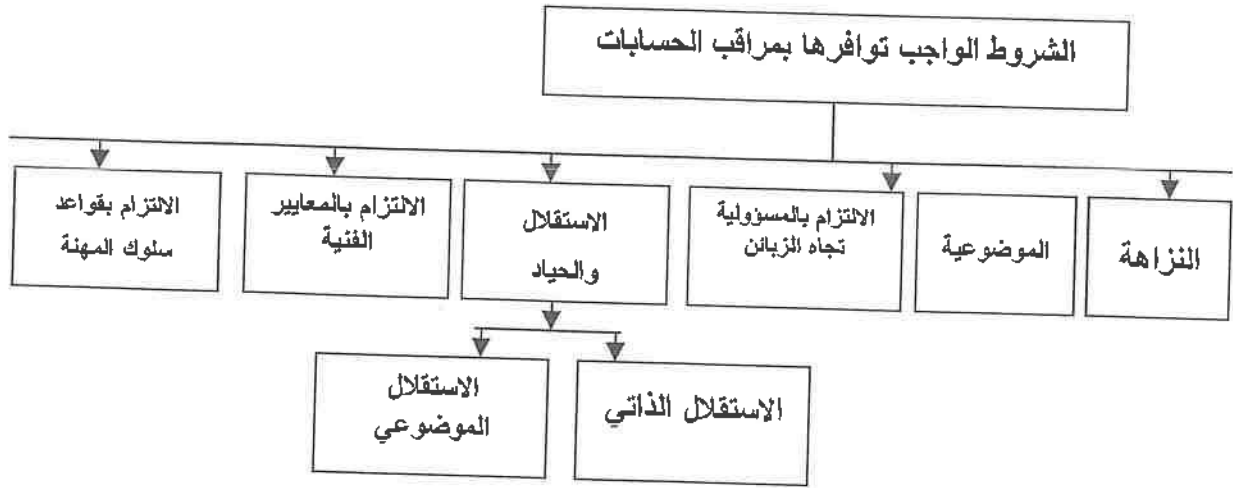 الشروط الواجب توافرها بمراقب الحسابات
النزاهة
الموضوعية
الالتزام بالمسؤولية
تجاه الزبائن
الاستقلال
والحياد
الالتزام بالمعايير
الفنية
الالتزام بقواعد
سلوك المهنة
الاستقلال الذاتي
الاستقلال
الموضوعي